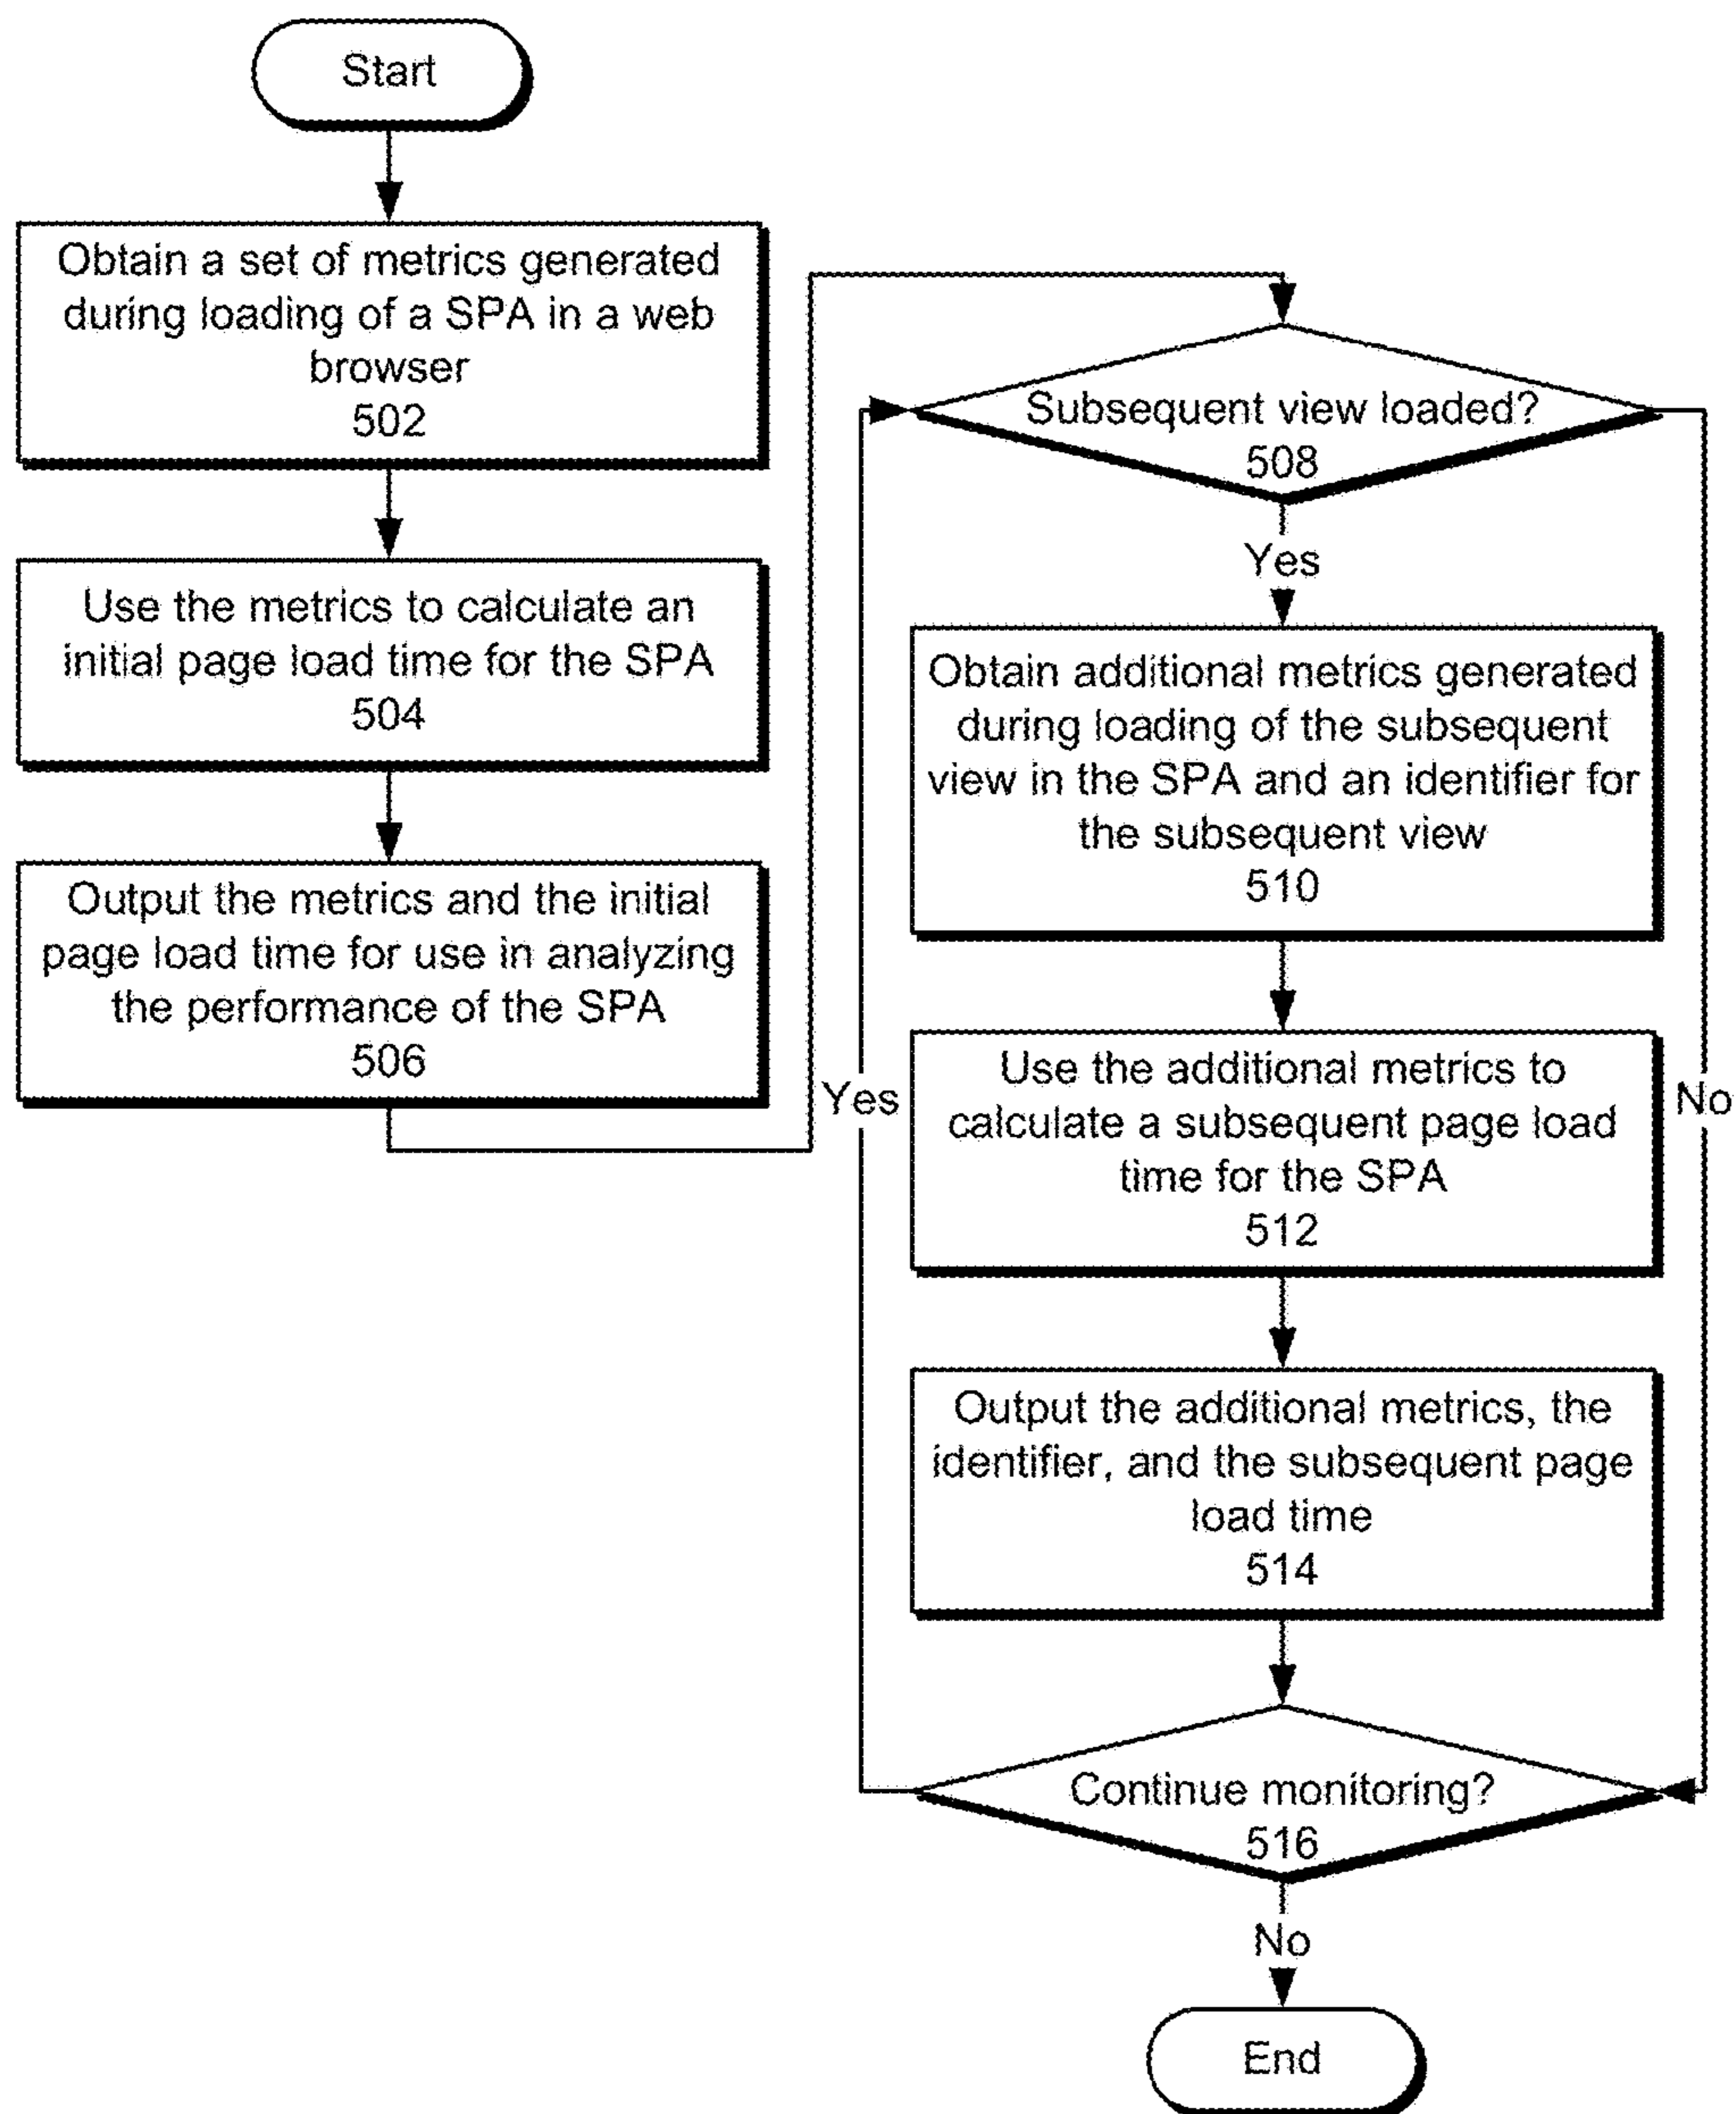 Start
Obtain a set of metrics generated
during loading of a SPA in a web
browser
502
Use the metrics to calculate an
initial page load time for the SPA
504
Output the metrics and the initial
page load time for use in analyzing
the performance of the SPA
506
Subsequent view loaded?
508
Yes
Obtain additional metrics generated
during loading of the subsequent
view in the SPA and an identifier for
the subsequent view
510
Use the additional metrics to
calculate a subsequent page load
time for the SPA
512
Yes
No
Output the additional metrics, the
identifier, and the subsequent page
load time
514
Continue monitoring?
516
No
End